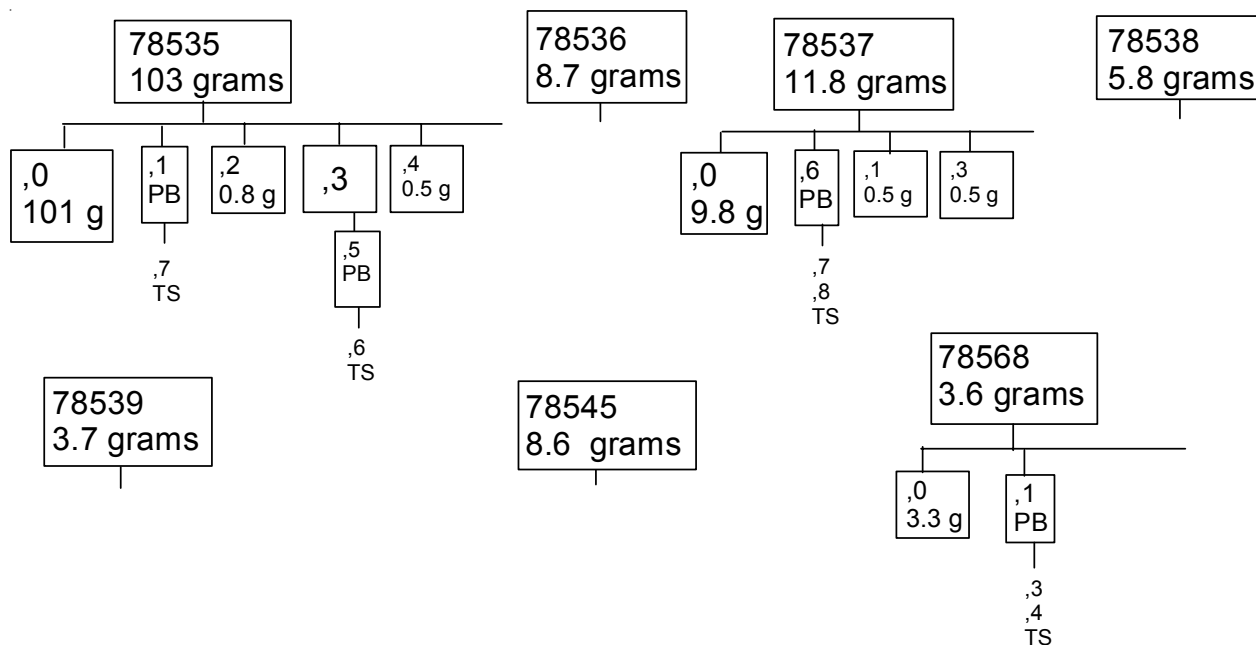 78535
103 grams
78536
8.7 grams
78537
11.8 grams
78538
5.8 grams
,0
101 g
,1
PB
,2
0.8 g
,3
,4
0.5 g
,7
TS
,5
PB
,6
TS
,0
9.8 g
,6
PB
,1
0.5 g
,3
0.5 g
,7
,8
TS
78539
3.7 grams
78545
8.6 grams
78568
3.6 grams
,0
3.3 g
,1
PB
,3
,4
TS